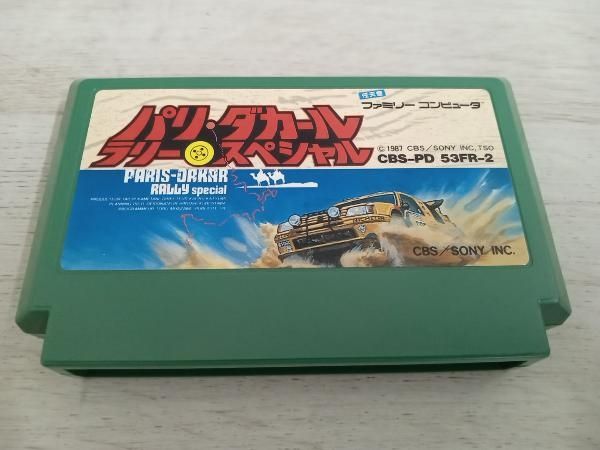 任天堂
ファミリー コンピュータ
パリ・ダカール
ラリー・スペシャル
© 1987 CBS/SONY INC, TSO
CBS-PD 53FR-2
PARIS-DAKAR
RALLY special
CBS/SONY INC.